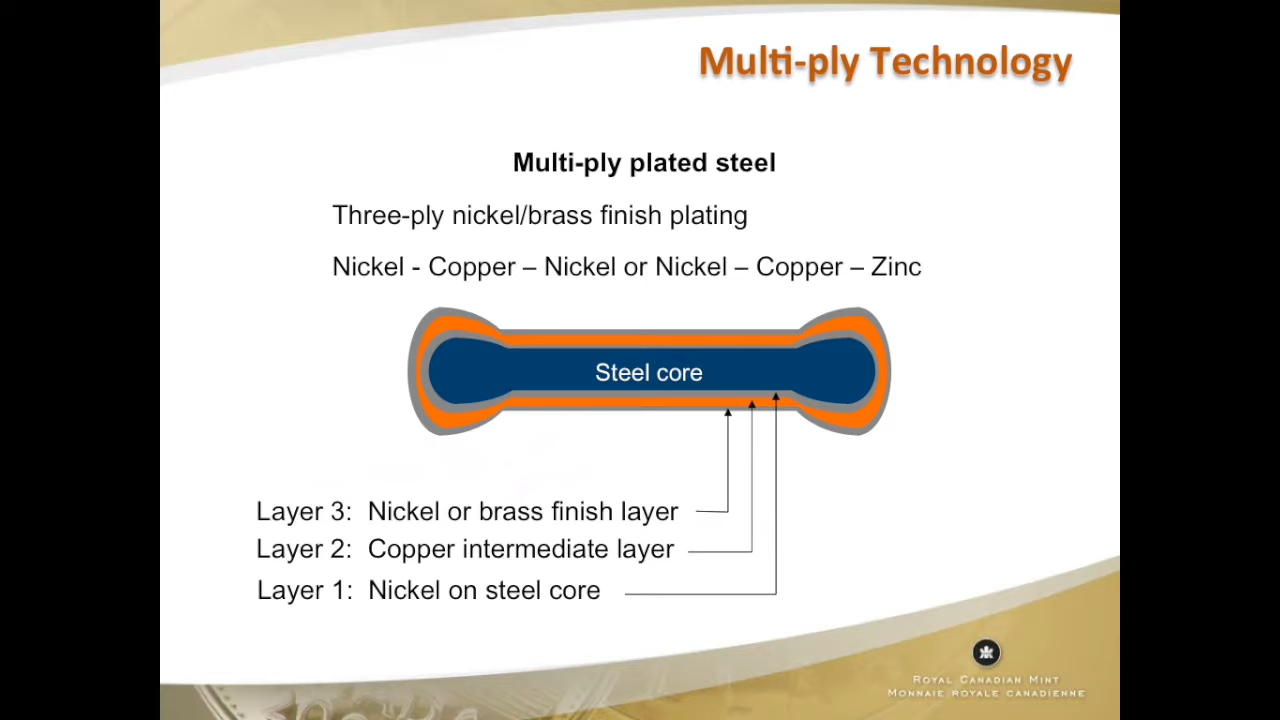 Multi-ply Technology
Multi-ply plated steel
Three-ply nickel/brass finish plating
Nickel - Copper – Nickel or Nickel – Copper – Zinc
Steel core
Layer 3: Nickel or brass finish layer
Layer 2: Copper intermediate layer
Layer 1: Nickel on steel core
ROYAL CANADIAN MINT
MONNAIE ROYALE CANADIENNE